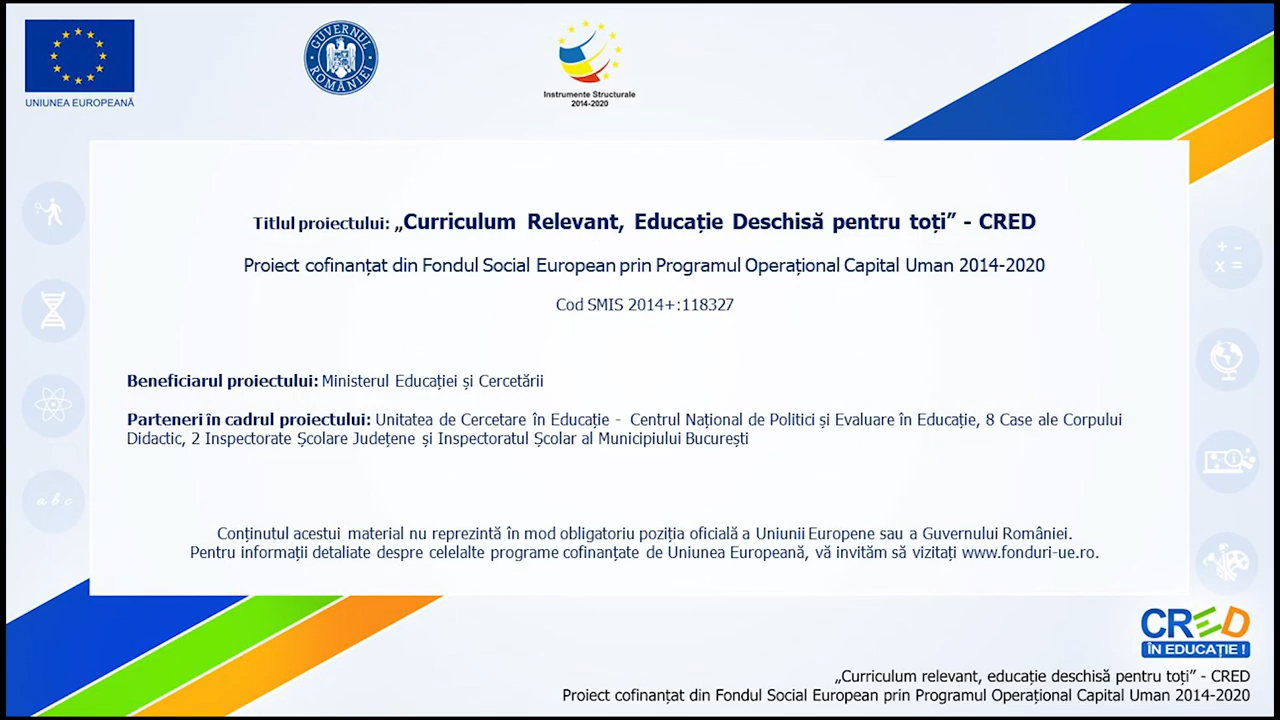 UNIUNEA EUROPEANĂ
GUVERNUL ROMÂNIEI
Instrumente Structurale
2014-2020
Titlul proiectului: „Curriculum Relevant, Educație Deschisă pentru toți” - CRED
Proiect cofinanțat din Fondul Social European prin Programul Operațional Capital Uman 2014-2020
Cod SMIS 2014+:118327
Beneficiarul proiectului: Ministerul Educației și Cercetării
Parteneri în cadrul proiectului: Unitatea de Cercetare în Educație - Centrul Național de Politici și Evaluare în Educație, 8 Case ale Corpului
Didactic, 2 Inspectorate Școlare Județene și Inspectoratul Școlar al Municipiului București
Conținutul acestui material nu reprezintă în mod obligatoriu poziția oficială a Uniunii Europene sau a Guvernului României.
Pentru informații detaliate despre celelalte programe cofinanțate de Uniunea Europeană, vă invităm să vizitați www.fonduri-ue.ro.
+ -
x =
a b c
CRED
ÎN EDUCAȚIE !
„Curriculum relevant, educație deschisă pentru toți” - CRED
Proiect cofinanțat din Fondul Social European prin Programul Operațional Capital Uman 2014-2020